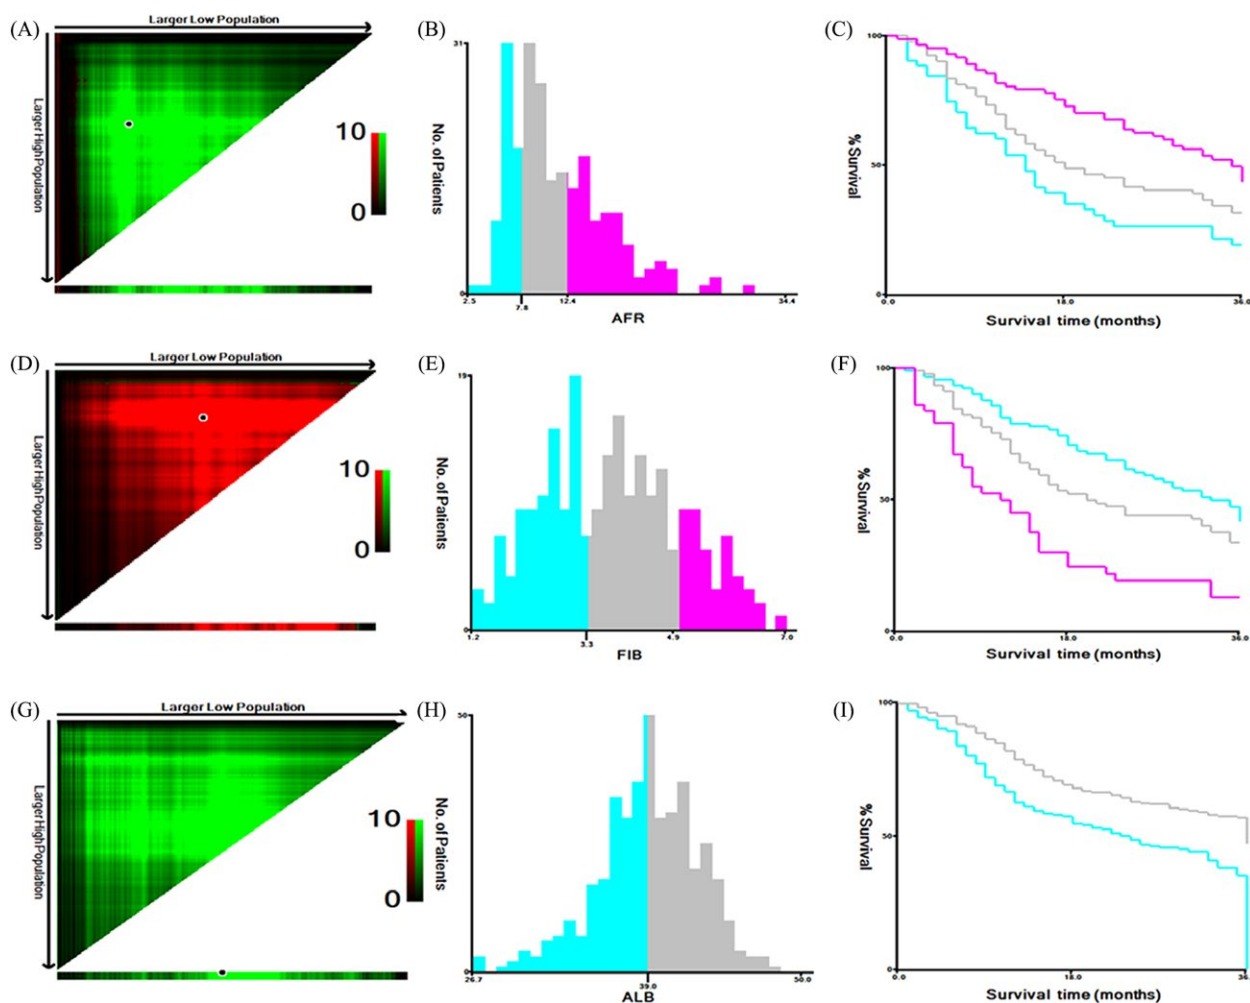 (A)
Larger Low Population
Larger High Population
10
0
(B)
31
No. of Patients
0
2.5
7.8
12.4
34.4
AFR
(C)
100
% Survival
50
0
0.0
18.0
36.0
Survival time (months)
(D)
Larger Low Population
Larger High Population
10
0
(E)
19
No. of Patients
0
1.2
3.3
4.9
7.0
FIB
(F)
100
% Survival
50
0
0.0
18.0
36.0
Survival time (months)
(G)
Larger Low Population
Larger High Population
10
0
(H)
50
No. of Patients
0
26.7
39.0
50.0
ALB
(I)
100
% Survival
50
0
0.0
18.0
36.
Survival time (months)